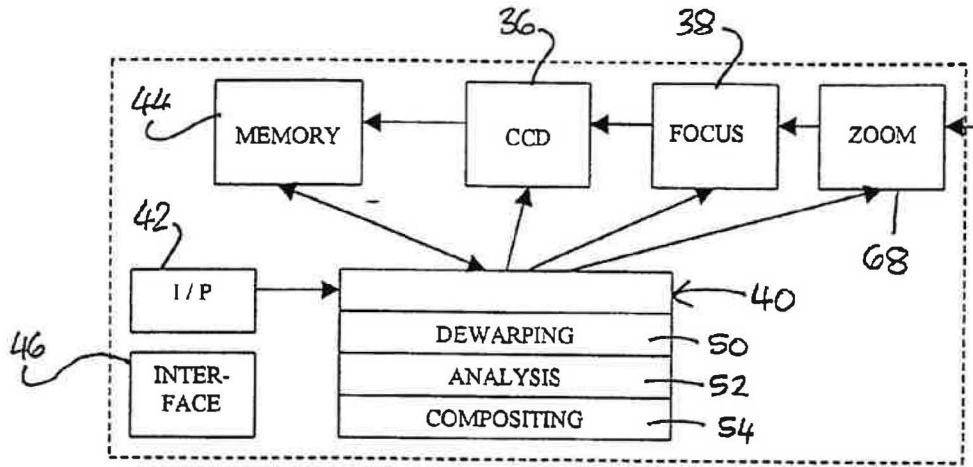 36 38
44 MEMORY CCD FOCUS ZOOM
42 68
I / P 40
DEWARPING 50
46 INTER-
FACE ANALYSIS 52
COMPOSITING 54